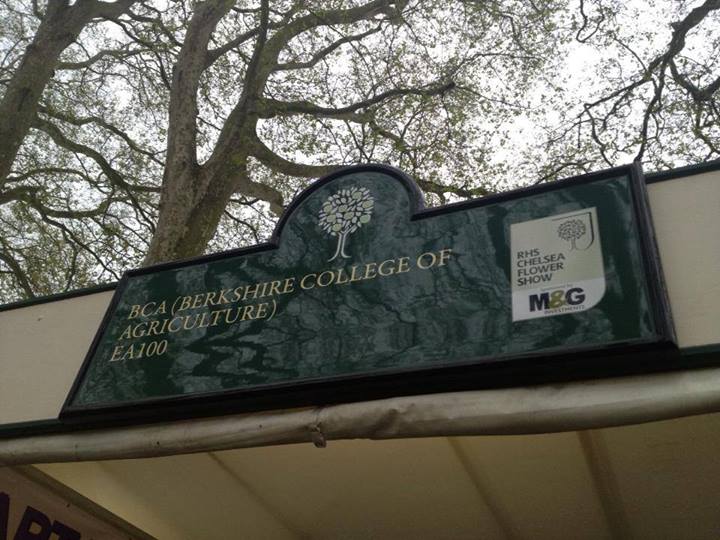 BCA (BERKSHIRE COLLEGE OF
AGRICULTURE)
EA100
RHS
CHELSEA
FLOWER
SHOW
M&G
INVESTMENTS